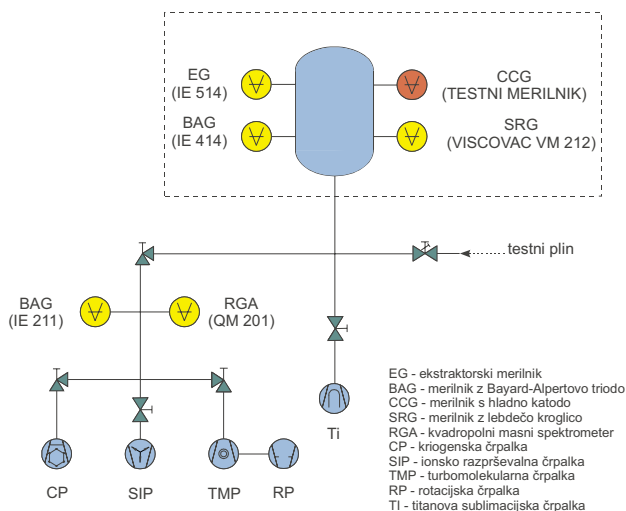 EG
(IE 514)
CCG
(TESTNI MERILNIK)
BAG
(IE 414)
SRG
(VISCOVAC VM 212)
testni plin
BAG
(IE 211)
RGA
(QM 201)
Ti
CP
SIP
TMP
RP
EG - ekstraktorski merilnik
BAG - merilnik z Bayard-Alpertovo triodo
CCG - merilnik s hladno katodo
SRG - merilnik z lebdečo kroglico
RGA - kvadropolni masni spektrometer
CP - kriogenska črpalka
SIP - ionsko razprševalna črpalka
TMP - turbomolekularna črpalka
RP - rotacijska črpalka
TI - titanova sublimacijska črpalka